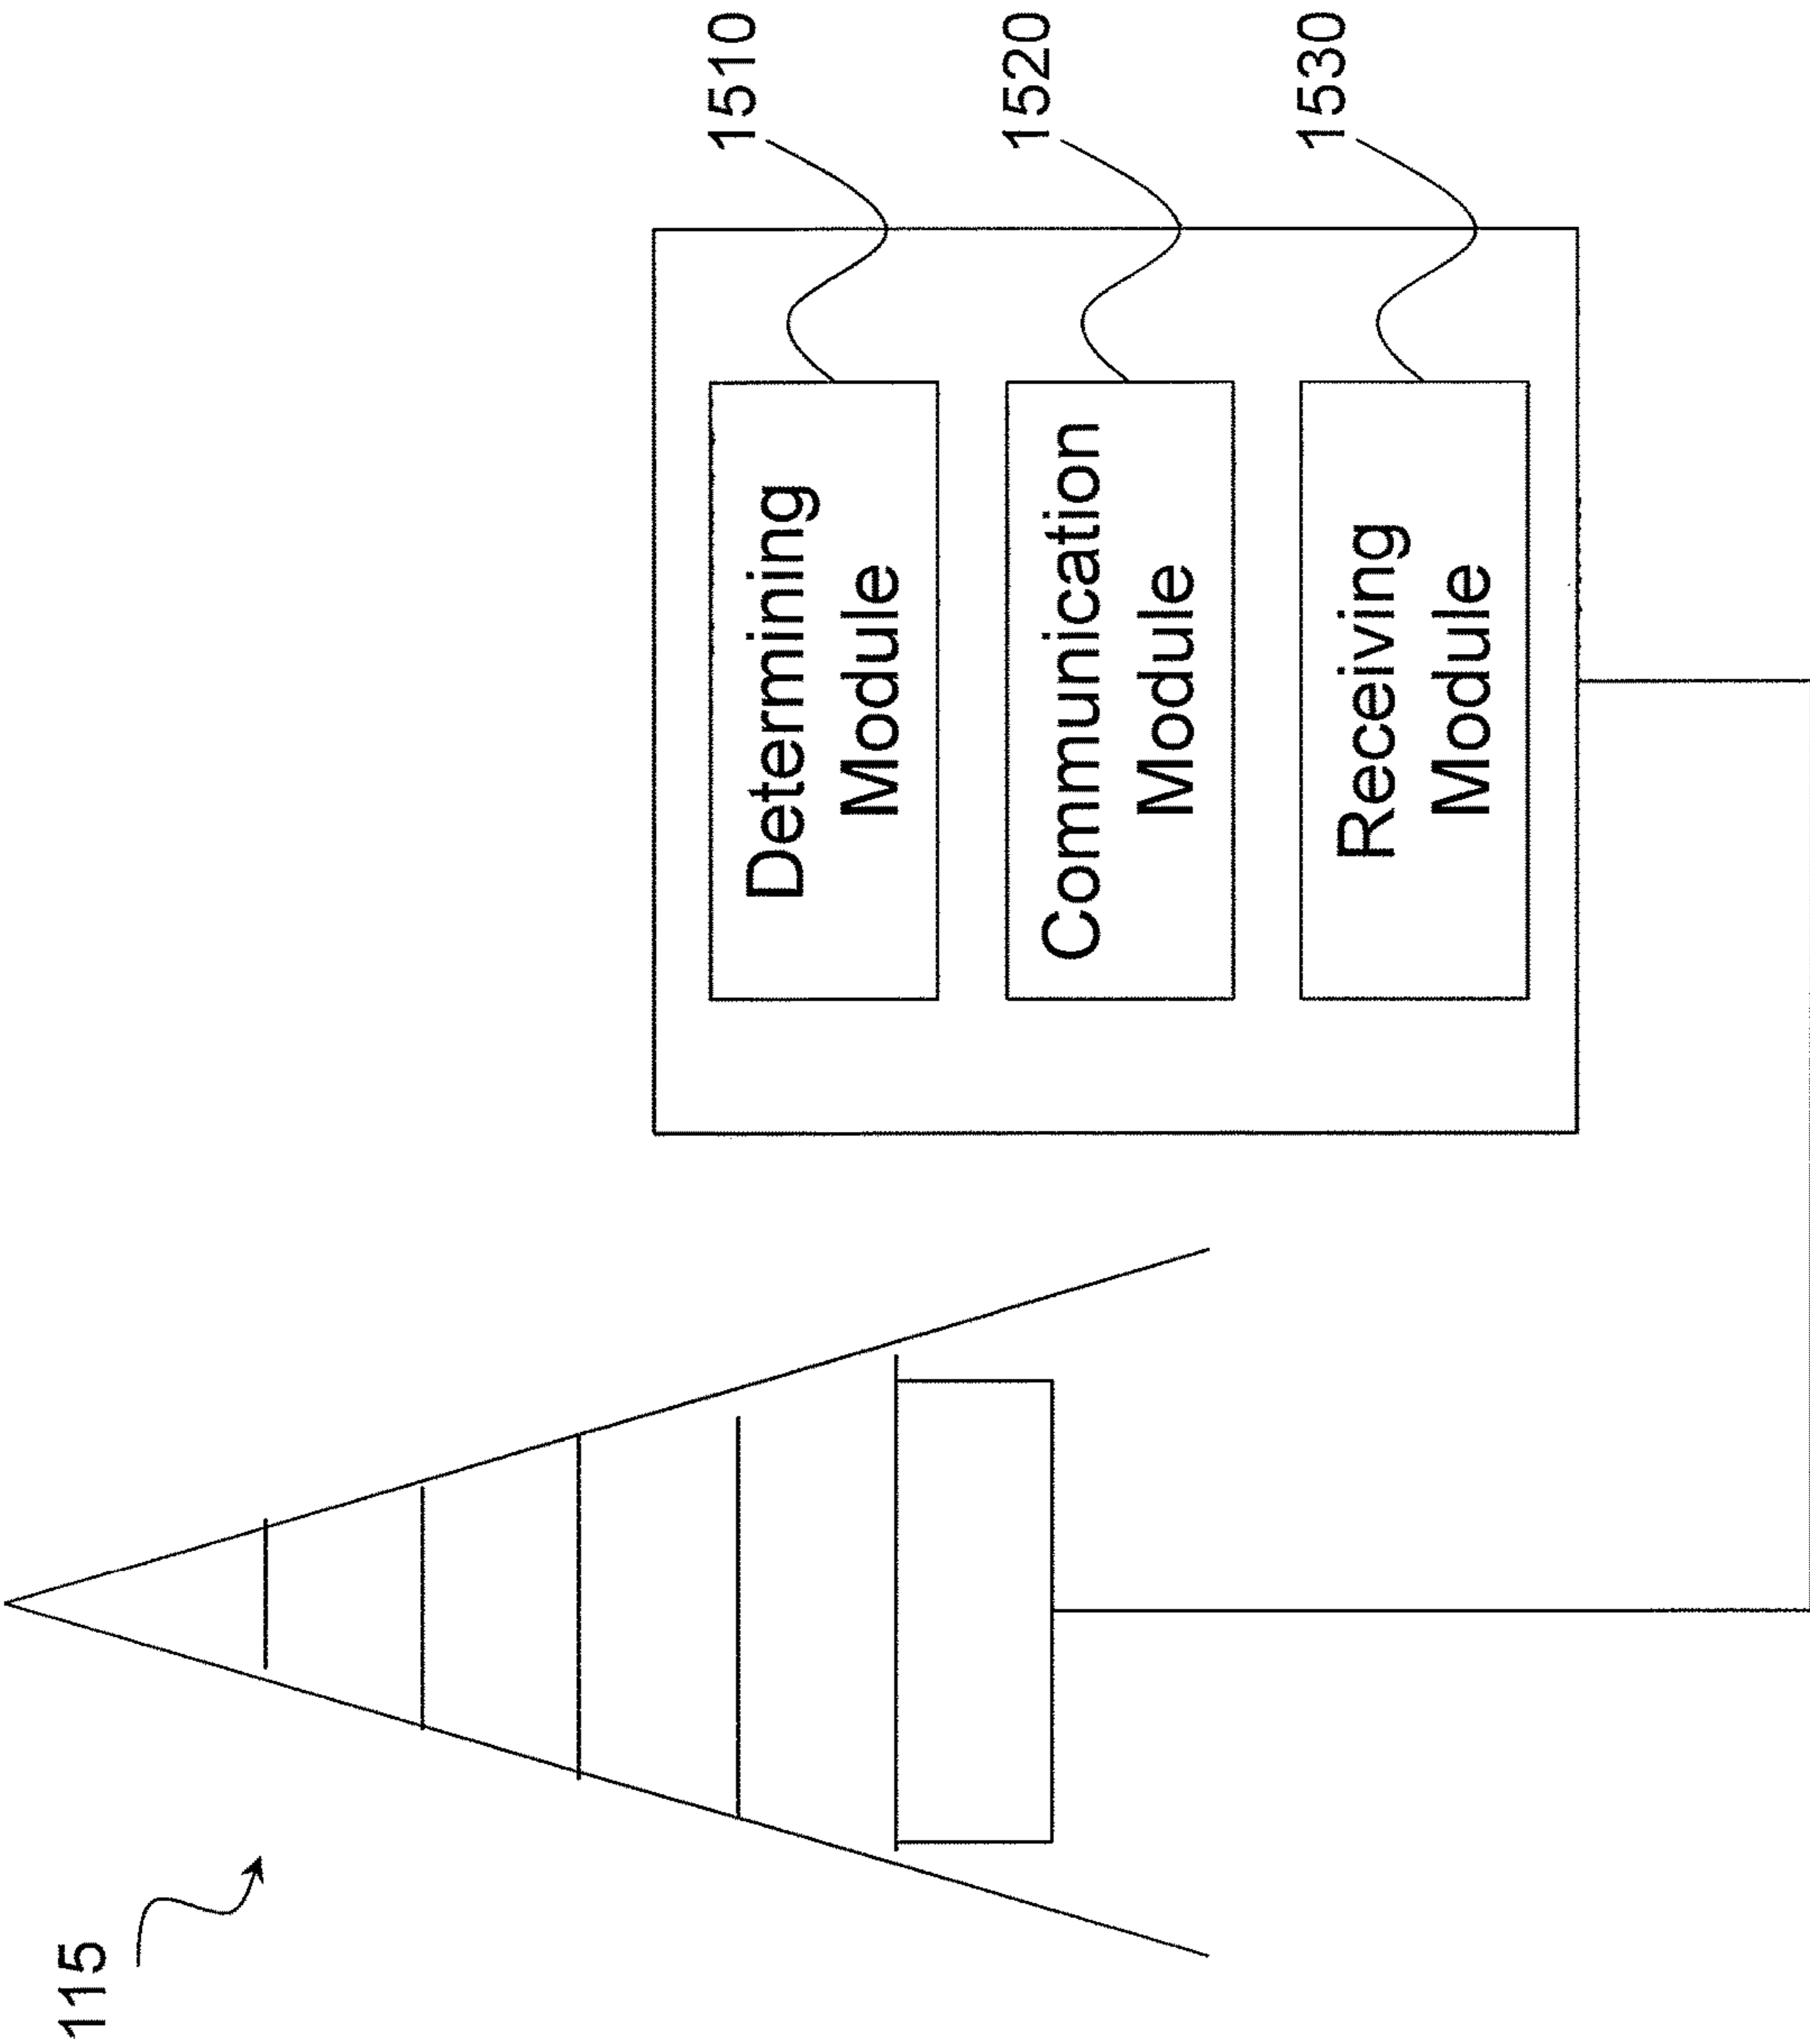 115
Determining
Module
1510
Communication
Module
1520
Receiving
Module
1530